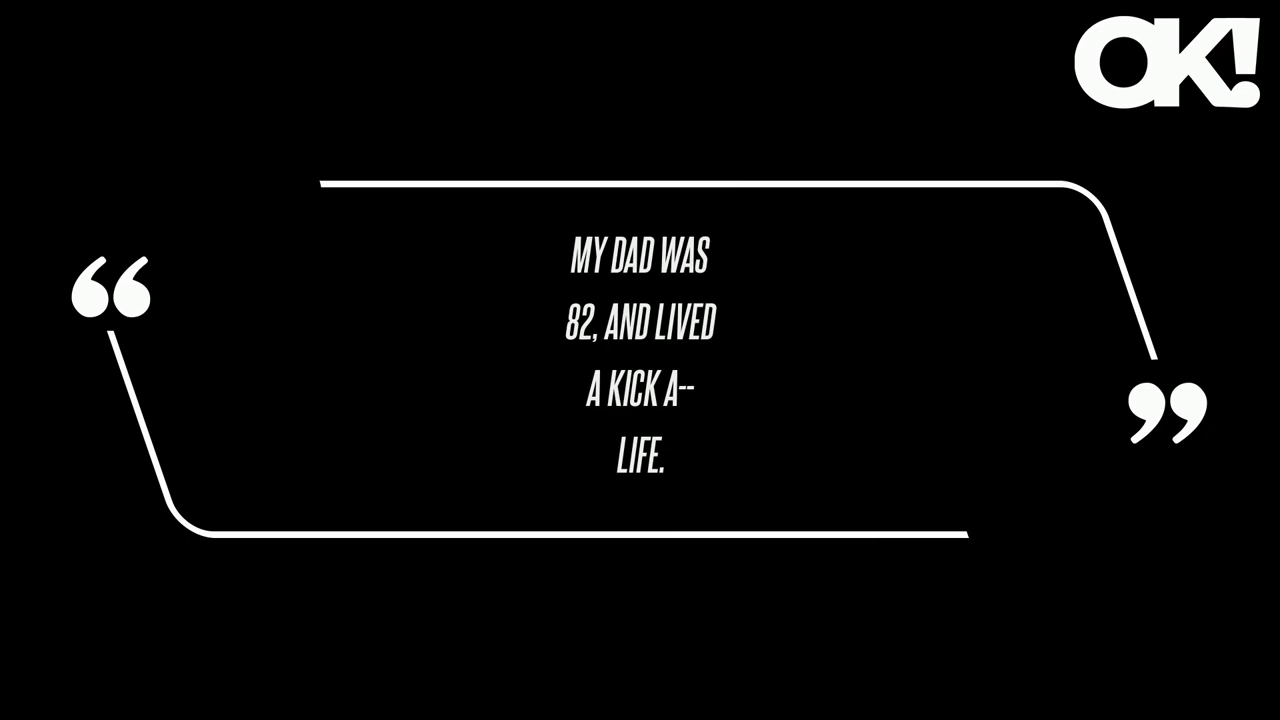 OK!
“
MY DAD WAS
82, AND LIVED
A KICK A--
LIFE.
”